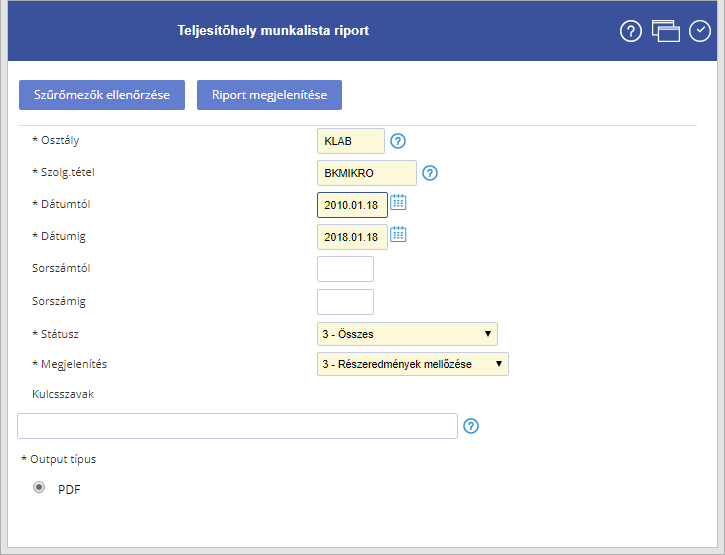 Teljesítőhely munkalista riport
Szűrőmezők ellenőrzése Riport megjelenítése
* Osztály KLAB
* Szolg.tétel BKMIKRO
* Dátumtól 2010.01.18
* Dátumig 2018.01.18
Sorszámtól
Sorszámig
* Státusz 3 - Összes
* Megjelenítés 3 - Részeredmények mellőzése
Kulcsszavak
* Output típus
PDF